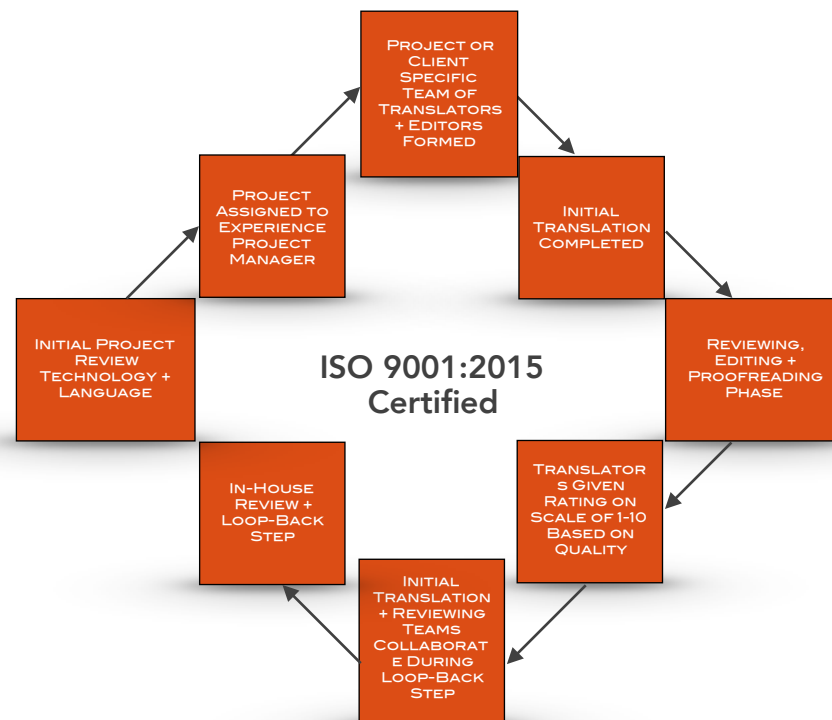 Project or
Client
Specific
Team of
Translators
+ Editors
Formed
Project
Assigned to
Experience
Project
Manager
Initial
Translation
Completed
Initial Project
Review
Technology +
Language
ISO 9001:2015
Certified
Reviewing,
Editing +
Proofreading
Phase
In-House
Review +
Loop-Back
Step
Translator
s Given
Rating on
Scale of 1-10
Based on
Quality
Initial
Translation
+ Reviewing
Teams
Collaborat
e During
Loop-Back
Step